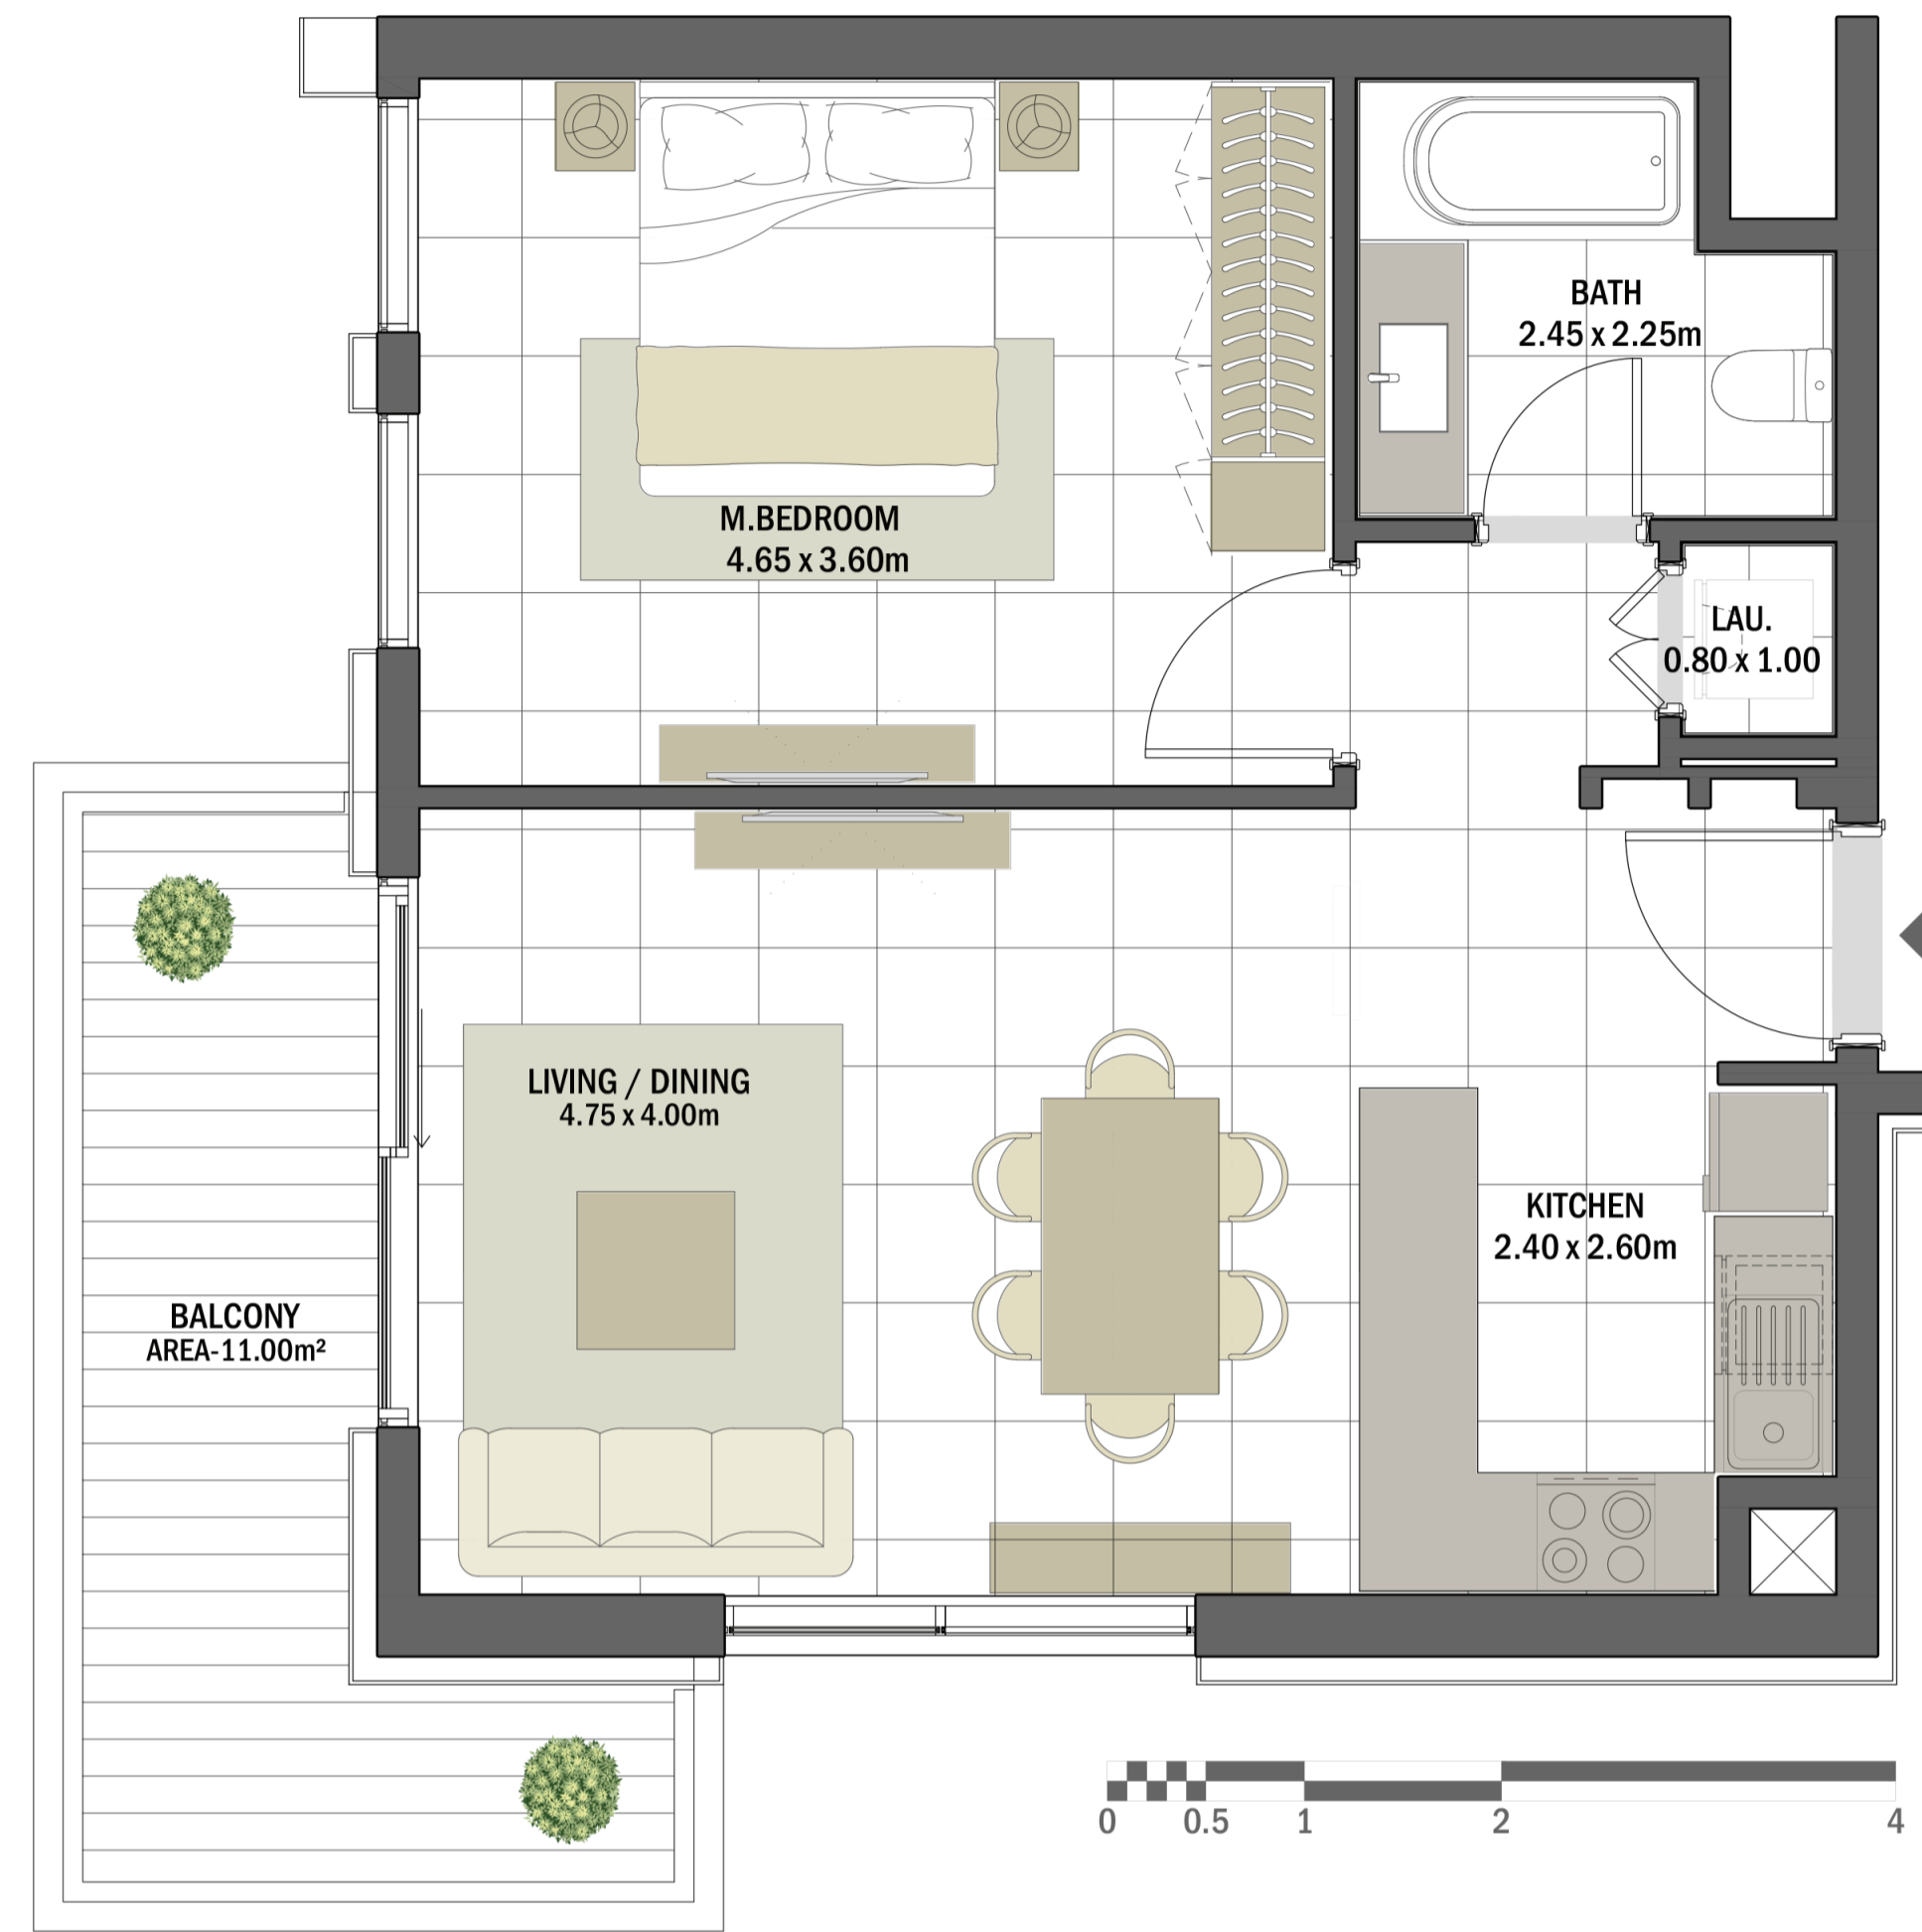 BATH
2.45 x 2.25m
M.BEDROOM
4.65 x 3.60m
LAU.
0.80 x 1.00
LIVING / DINING
4.75 x 4.00m
KITCHEN
2.40 x 2.60m
BALCONY
AREA-11.00m²
0 0.5 1 2 4